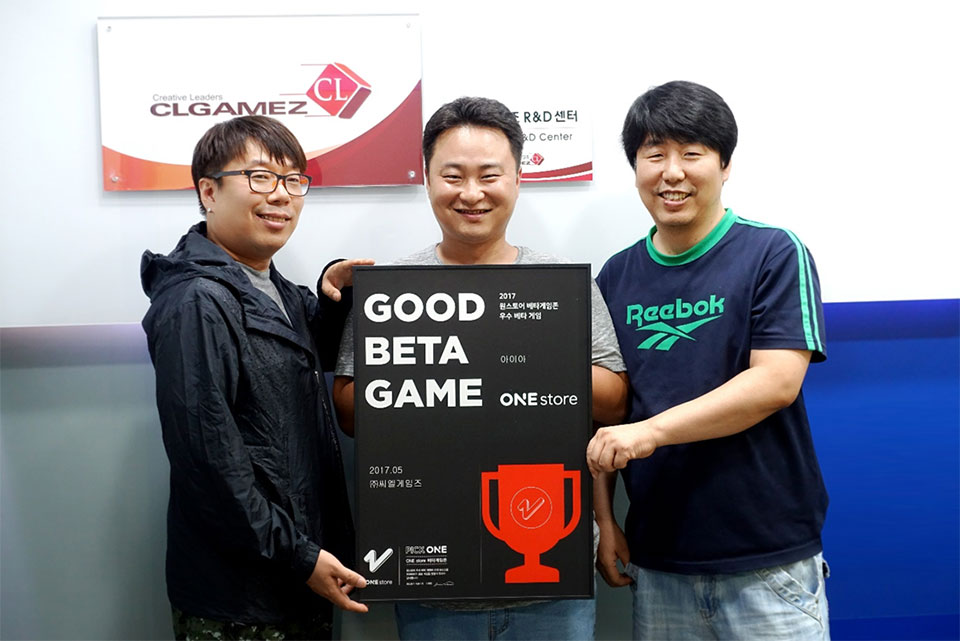 Creative Leaders
CLGAMEZ
CL
R&D센터
&D Center
CL
GOOD
BETA
GAME
2017
원스토어 베타게임존
우수 베타 게임
아이아
ONE store
Reebok
2017.05
㈜씨엘게임즈
ONE store
PICK ONE
ONE store 베타게임존